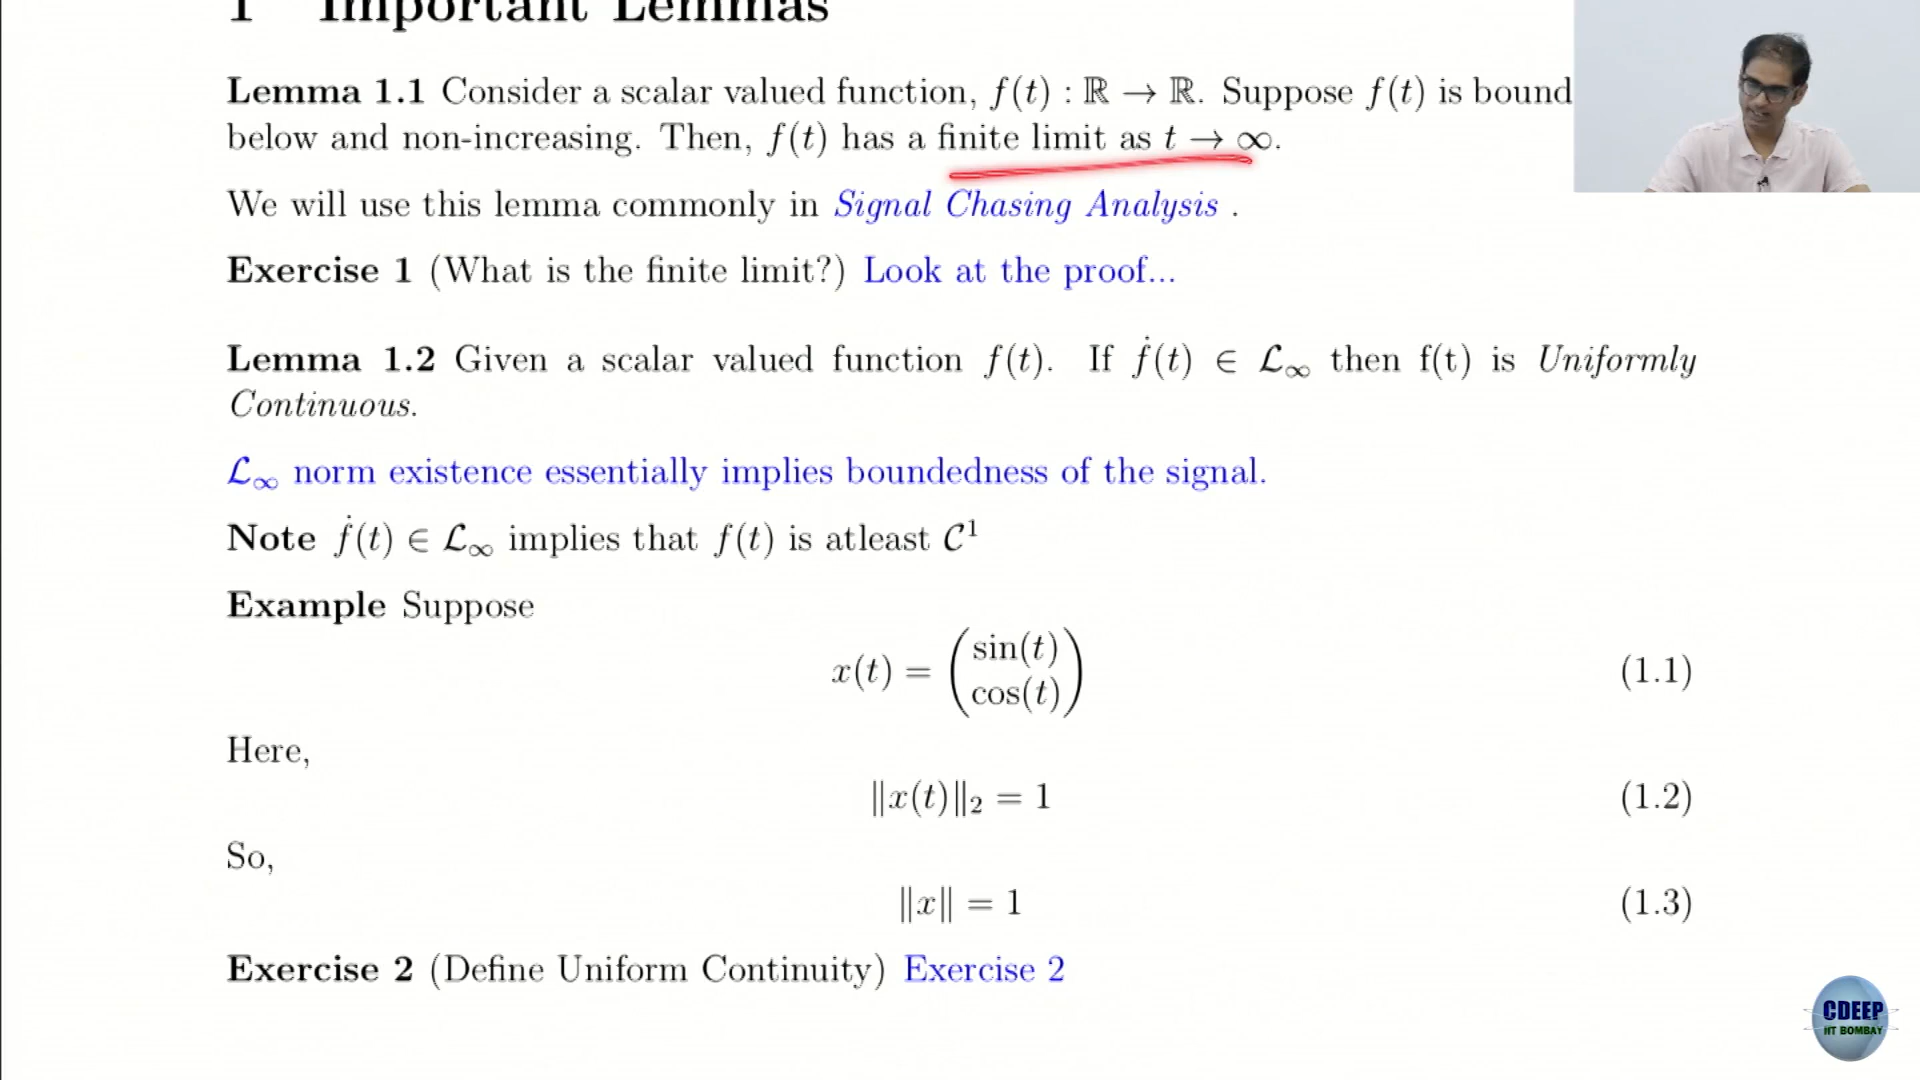 1 Important Lemmas
Lemma 1.1 Consider a scalar valued function, f(t) : ℝ → ℝ. Suppose f(t) is bound
below and non-increasing. Then, f(t) has a finite limit as t → ∞.
We will use this lemma commonly in Signal Chasing Analysis .
Exercise 1 (What is the finite limit?) Look at the proof...
Lemma 1.2 Given a scalar valued function f(t). If ḟ(t) ∈ 𝓛∞ then f(t) is Uniformly
Continuous.
𝓛∞ norm existence essentially implies boundedness of the signal.
Note ḟ(t) ∈ 𝓛∞ implies that f(t) is atleast 𝒞¹
Example Suppose
x(t) = (sin(t) cos(t)) (1.1)
Here,
‖x(t)‖₂ = 1 (1.2)
So,
‖x‖ = 1 (1.3)
Exercise 2 (Define Uniform Continuity) Exercise 2
CDEEP
IIT BOMBAY